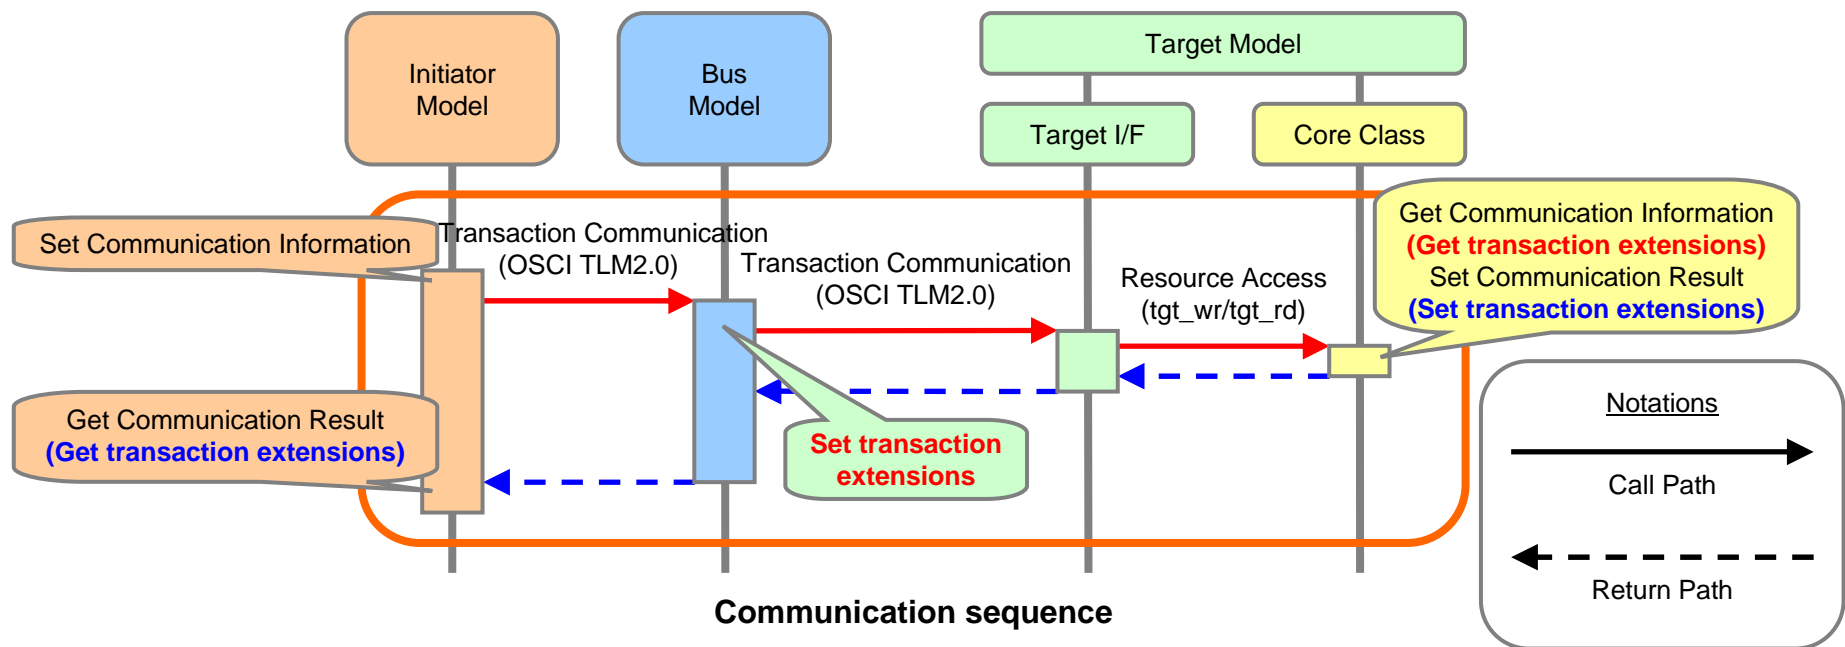 Initiator
Model
Bus
Model
Target Model
Target I/F
Core Class
Set Communication Information
Transaction Communication
(OSCI TLM2.0)
Transaction Communication
(OSCI TLM2.0)
Resource Access
(tgt_wr/tgt_rd)
Get Communication Information
(Get transaction extensions)
Set Communication Result
(Set transaction extensions)
Get Communication Result
(Get transaction extensions)
Set transaction
extensions
Notations
Call Path
Return Path
Communication sequence